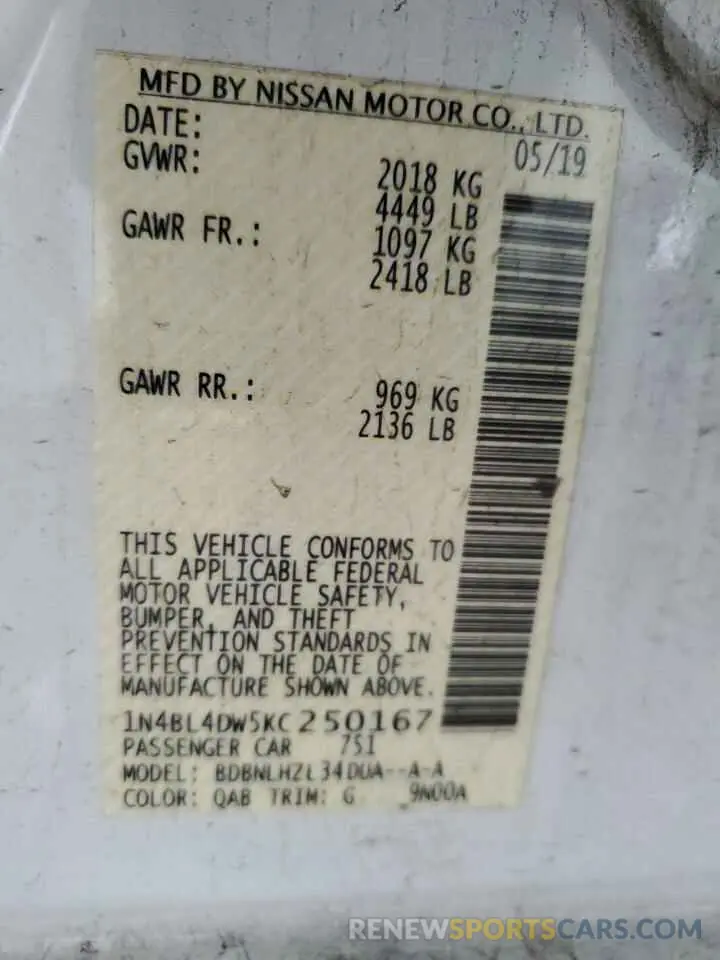 MFD BY NISSAN MOTOR CO., LTD.
DATE: 05/19
GVWR: 2018 KG
4449 LB
GAWR FR.: 1097 KG
2418 LB
GAWR RR.: 969 KG
2136 LB
THIS VEHICLE CONFORMS TO
ALL APPLICABLE FEDERAL
MOTOR VEHICLE SAFETY,
BUMPER, AND THEFT
PREVENTION STANDARDS IN
EFFECT ON THE DATE OF
MANUFACTURE SHOWN ABOVE.
1N4BL4DW5KC250167
PASSENGER CAR 751
MODEL: BDBNLHZL34DUA--A-A
COLOR: QAB TRIM: G 9N00A
RENEWSPORTSCARS.COM